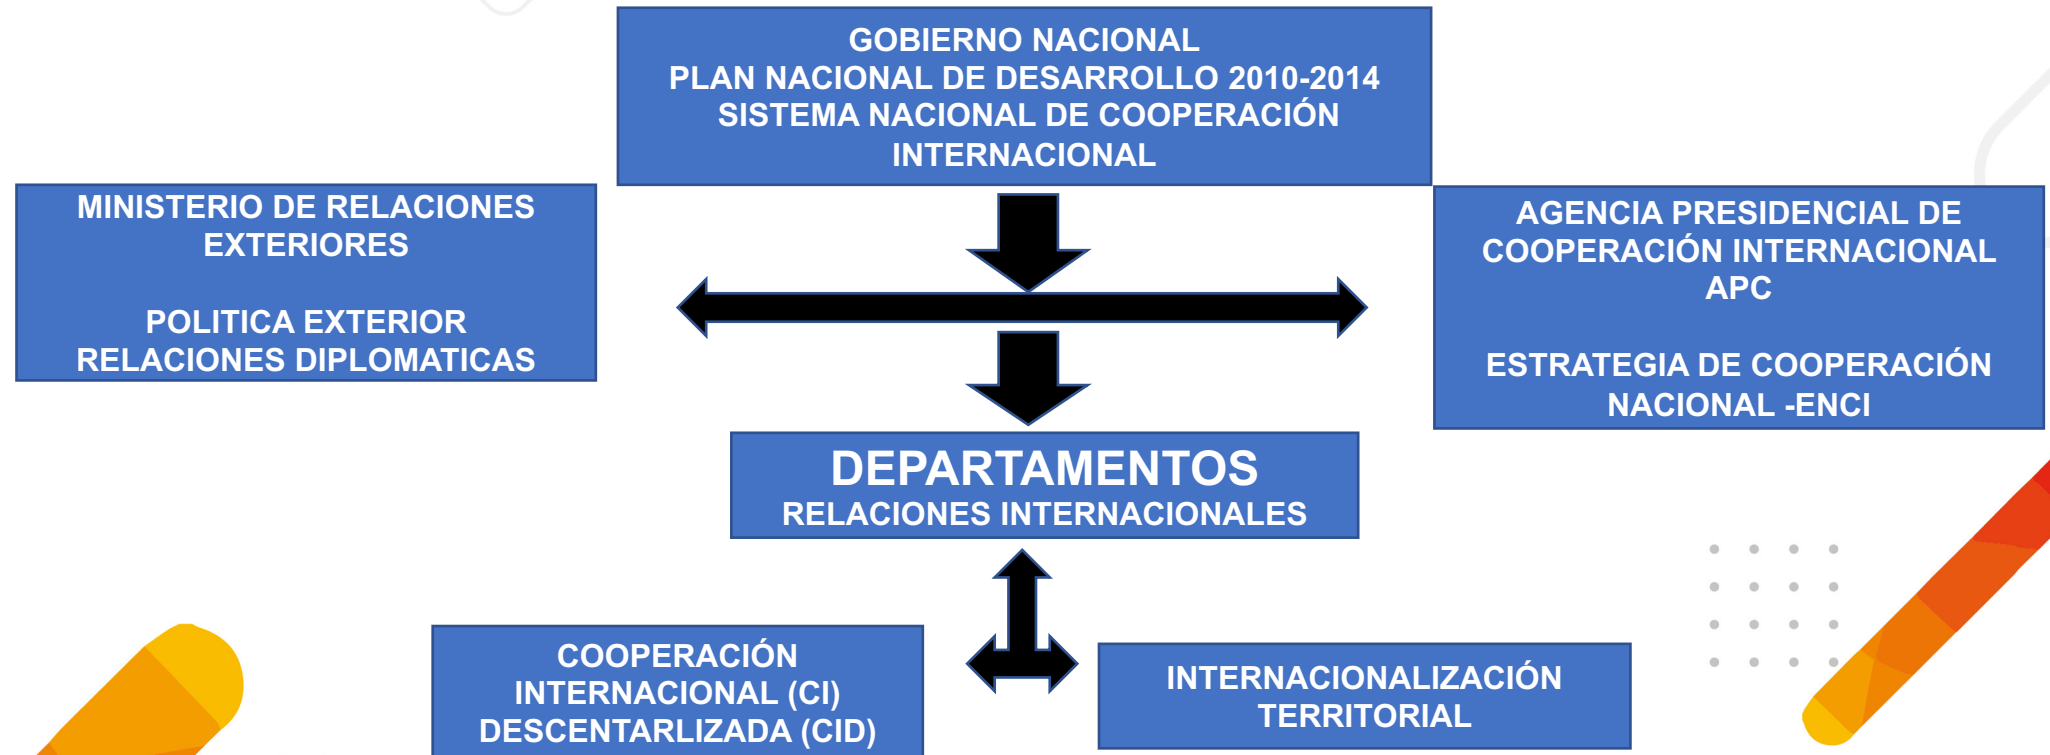 GOBIERNO NACIONAL
PLAN NACIONAL DE DESARROLLO 2010-2014
SISTEMA NACIONAL DE COOPERACIÓN
INTERNACIONAL
MINISTERIO DE RELACIONES
EXTERIORES
POLITICA EXTERIOR
RELACIONES DIPLOMATICAS
AGENCIA PRESIDENCIAL DE
COOPERACIÓN INTERNACIONAL
APC
ESTRATEGIA DE COOPERACIÓN
NACIONAL -ENCI
DEPARTAMENTOS
RELACIONES INTERNACIONALES
COOPERACIÓN
INTERNACIONAL (CI)
DESCENTARLIZADA (CID)
INTERNACIONALIZACIÓN
TERRITORIAL